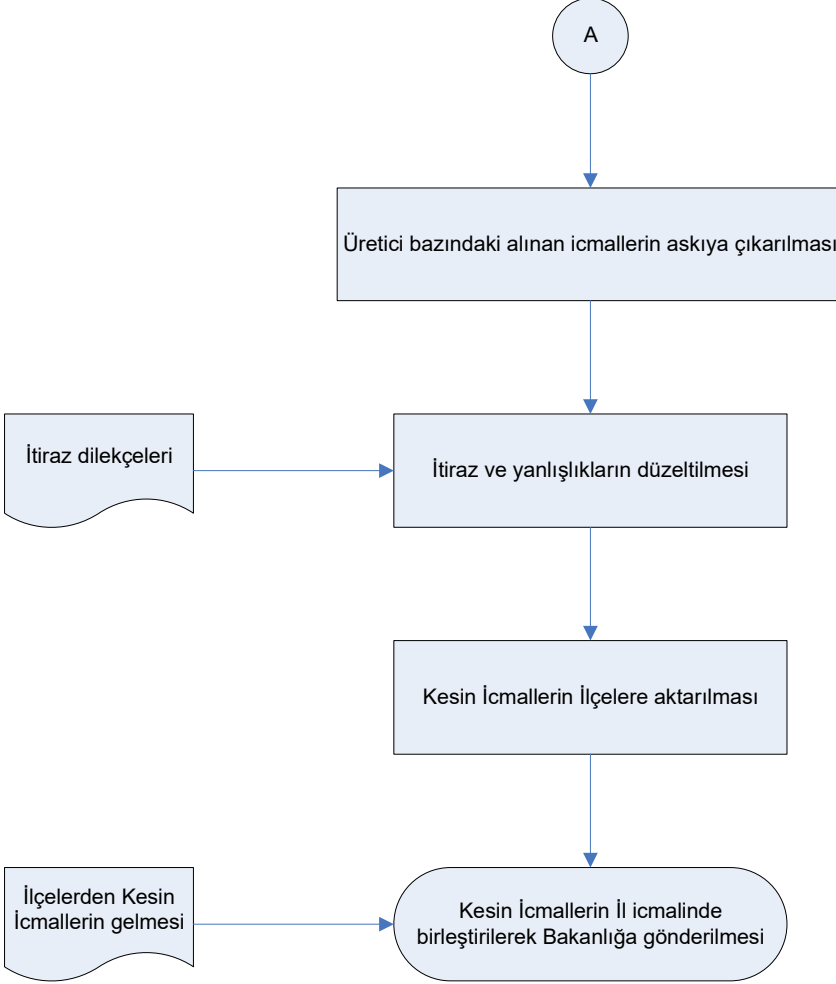 A
Üretici bazındaki alınan icmallerin askıya çıkarılması
İtiraz dilekçeleri
İtiraz ve yanlışlıkların düzeltilmesi
Kesin İcmallerin İlçelere aktarılması
İlçelerden Kesin
İcmallerin gelmesi
Kesin İcmallerin İl icmalinde
birleştirilerek Bakanlığa gönderilmesi